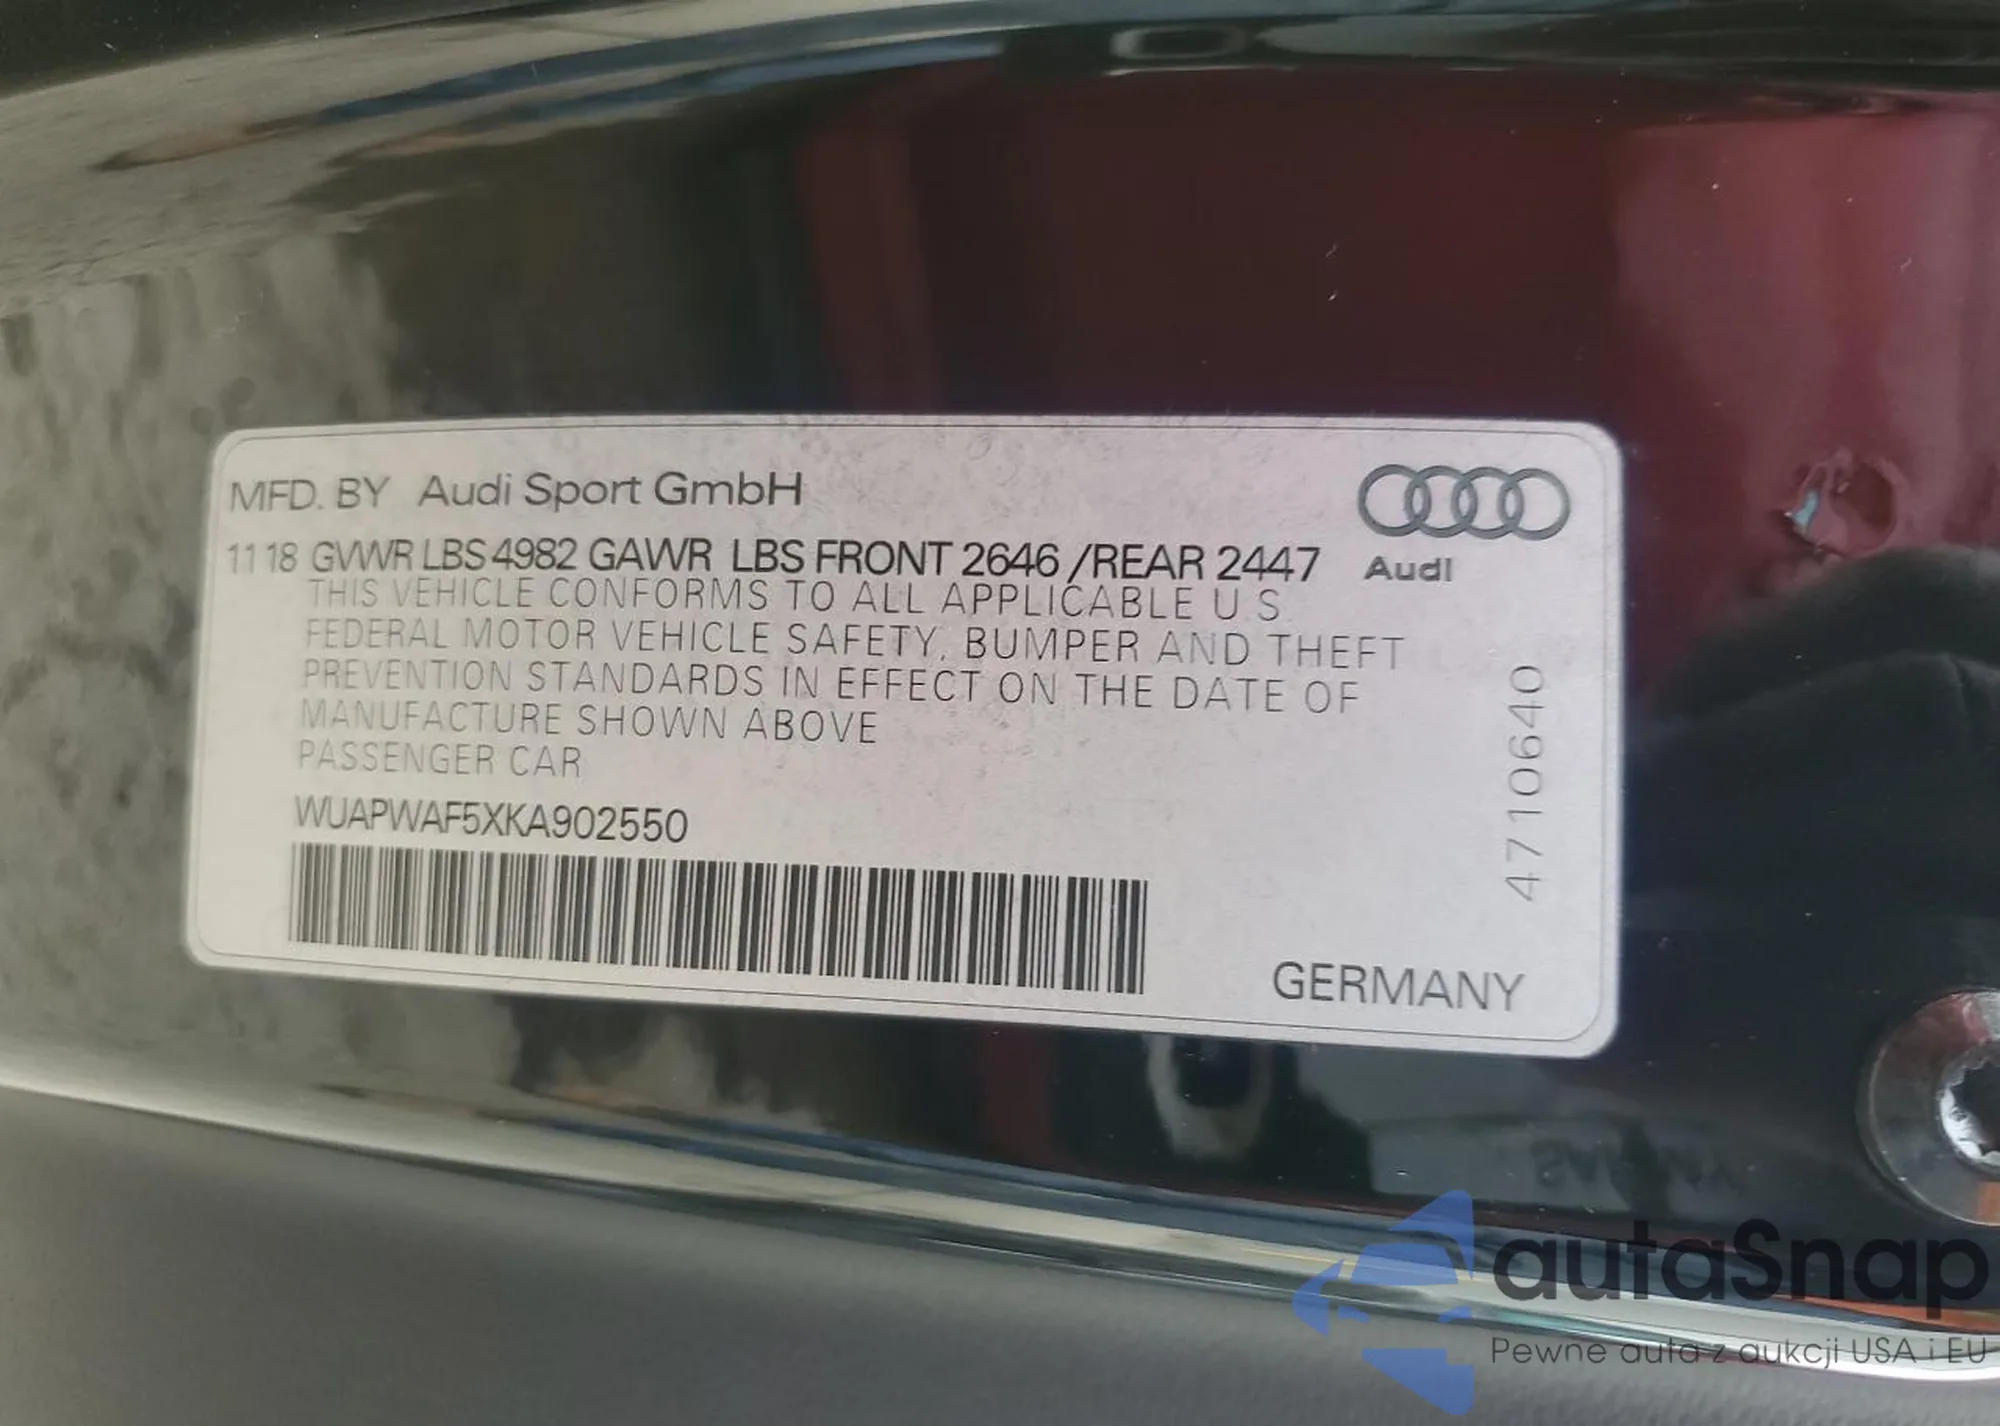 MFD. BY Audi Sport GmbH
11 18 GVWR LBS 4982 GAWR LBS FRONT 2646 /REAR 2447
Audi
THIS VEHICLE CONFORMS TO ALL APPLICABLE U S
FEDERAL MOTOR VEHICLE SAFETY, BUMPER AND THEFT
PREVENTION STANDARDS IN EFFECT ON THE DATE OF
MANUFACTURE SHOWN ABOVE
PASSENGER CAR
WUAPWAF5XKA902550
4710640
GERMANY
autaSnap
Pewne auta z aukcji USA i EU